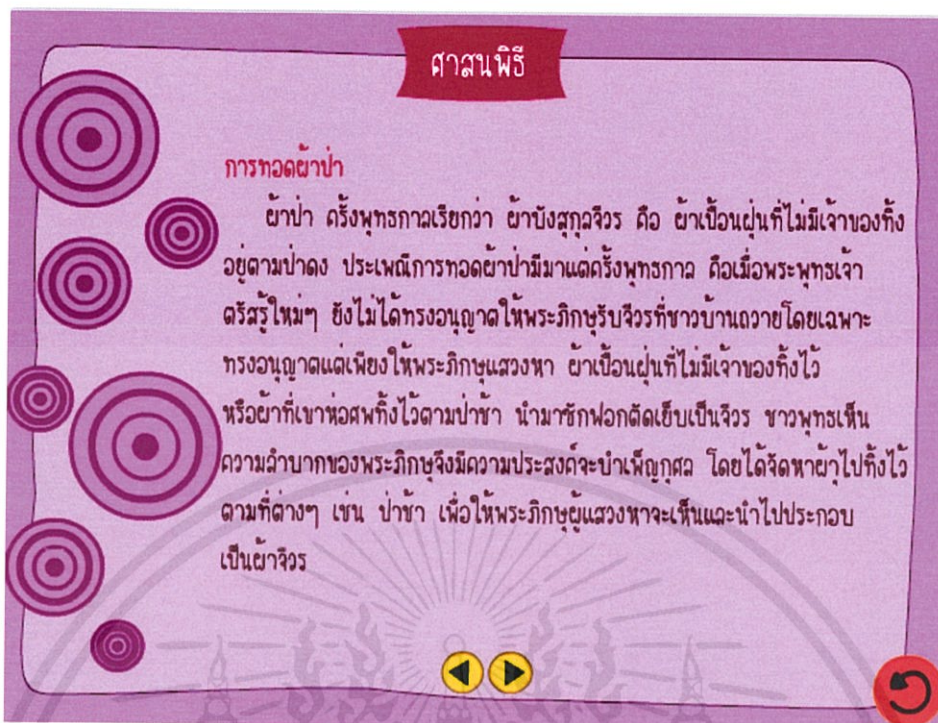 ศาสนพิธี
การทอดผ้าป่า
ผ้าป่า ครั้งพุทธกาลเรียกว่า ผ้าบังสุกุลจีวร คือ ผ้าเปื้อนฝุ่นที่ไม่มีเจ้าของทิ้ง
อยู่ตามป่าดง ประเพณีการทอดผ้าป่ามีมาแต่ครั้งพุทธกาล คือเมื่อพระพุทธเจ้า
ตรัสรู้ใหม่ๆ ยังไม่ได้ทรงอนุญาตให้พระภิกษุรับจีวรที่ชาวบ้านถวายโดยเฉพาะ
ทรงอนุญาตแต่เพียงให้พระภิกษุแสวงหา ผ้าเปื้อนฝุ่นที่ไม่มีเจ้าของทิ้งไว้
หรือผ้าที่เขาห่อศพทิ้งไว้ตามป่าช้า นำมาซักฟอกตัดเย็บเป็นจีวร ชาวพุทธเห็น
ความลำบากของพระภิกษุจึงมีความประสงค์จะบำเพ็ญกุศล โดยได้จัดหาผ้าไปทิ้งไว้
ตามที่ต่างๆ เช่น ป่าช้า เพื่อให้พระภิกษุผู้แสวงหาจะเห็นและนำไปประกอบ
เป็นผ้าจีวร